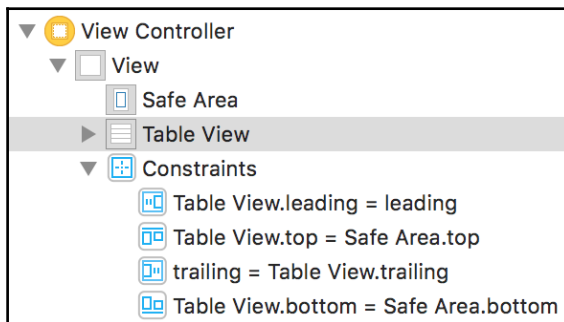 View Controller
View
Safe Area
Table View
Constraints
Table View.leading = leading
Table View.top = Safe Area.top
trailing = Table View.trailing
Table View.bottom = Safe Area.bottom